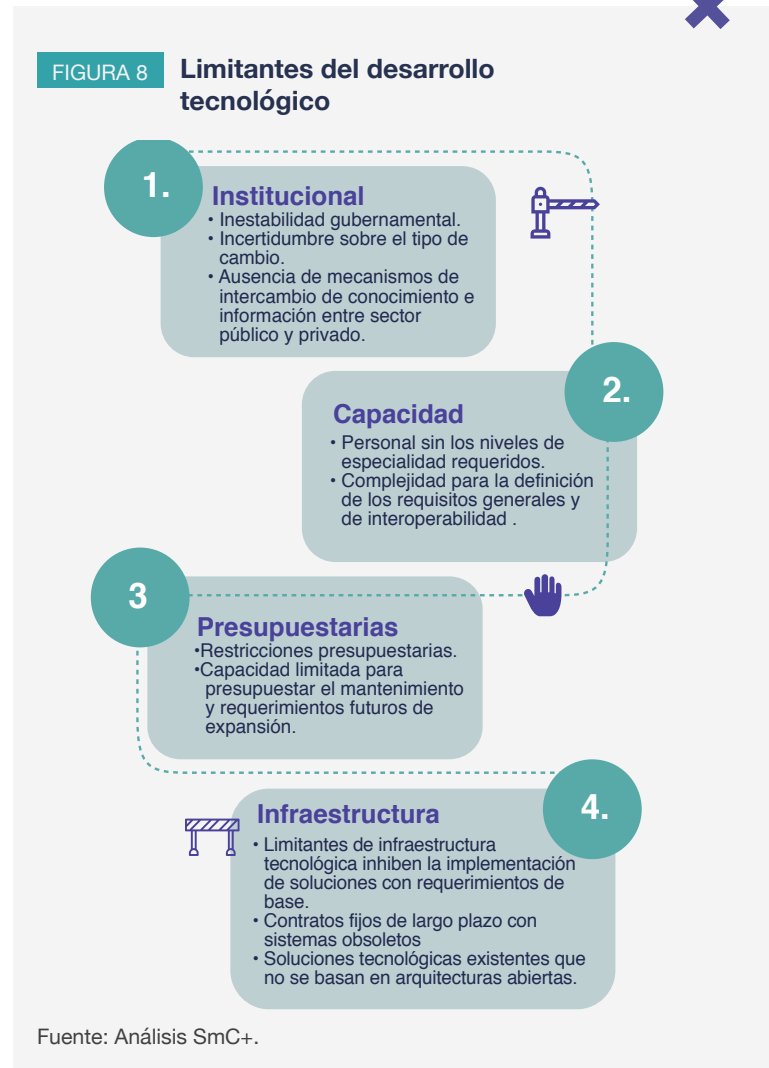 FIGURA 8
Limitantes del desarrollo
tecnológico
1.
Institucional
• Inestabilidad gubernamental.
• Incertidumbre sobre el tipo de
cambio.
• Ausencia de mecanismos de
intercambio de conocimiento e
información entre sector
público y privado.
2.
Capacidad
• Personal sin los niveles de
especialidad requeridos.
• Complejidad para la definición
de los requisitos generales y
de interoperabilidad .
3
Presupuestarias
•Restricciones presupuestarias.
•Capacidad limitada para
presupuestar el mantenimiento
y requerimientos futuros de
expansión.
4.
Infraestructura
• Limitantes de infraestructura
tecnológica inhiben la implementación
de soluciones con requerimientos de
base.
• Contratos fijos de largo plazo con
sistemas obsoletos
• Soluciones tecnológicas existentes que
no se basan en arquitecturas abiertas.
Fuente: Análisis SmC+.